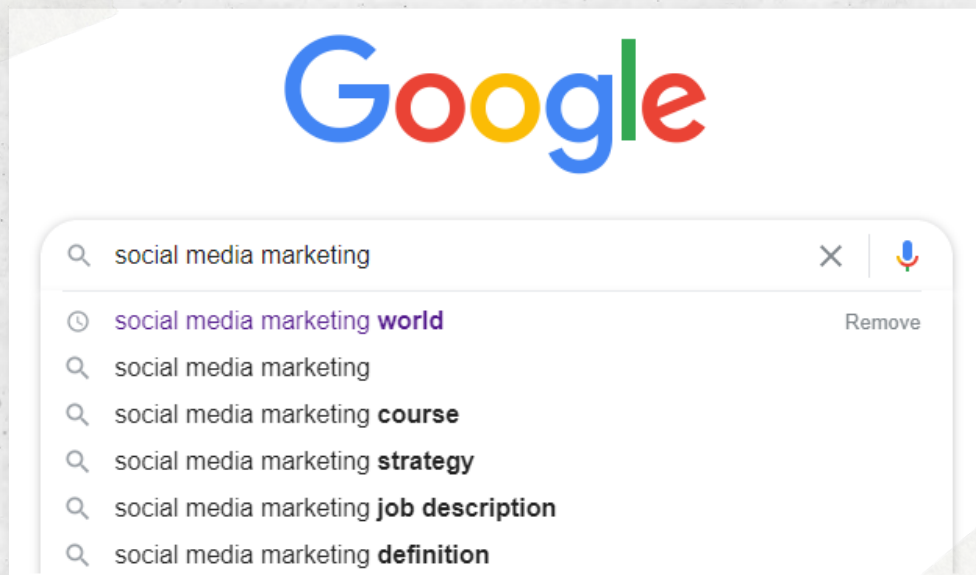 Google
social media marketing
social media marketing world Remove
social media marketing
social media marketing course
social media marketing strategy
social media marketing job description
social media marketing definition